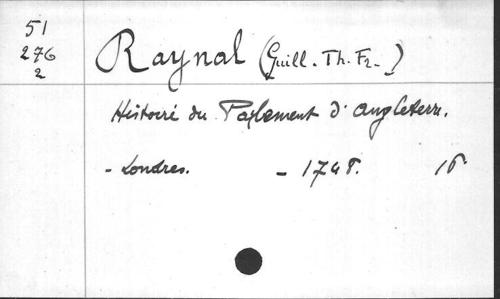 51
276
2
Raynal (Guill. Th. Fr. )
Histoire du Parlement d'Angleterre.
- Londres. - 1748. 16°